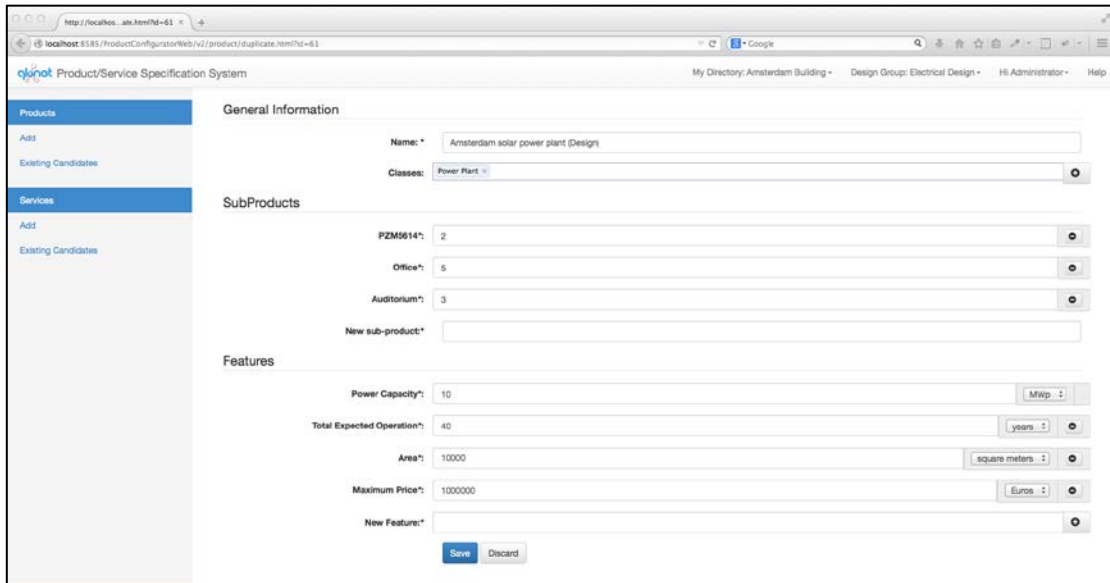 http://localhos...ate.html?id=61 × +
localhost:8585/ProductConfiguratorWeb/v2/product/duplicate.html?id=61
Google
glonet Product/Service Specification System
My Directory: Amsterdam Building
Design Group: Electrical Design
Hi Administrator
Help
Products
Add
Existing Candidates
Services
Add
Existing Candidates
General Information
Name: * Amsterdam solar power plant (Design)
Classes: Power Plant ×
SubProducts
PZM5614*: 2
Office*: 5
Auditorium*: 3
New sub-product:*
Features
Power Capacity*: 10 MWp
Total Expected Operation*: 40 years
Area*: 10000 square meters
Maximum Price*: 1000000 Euros
New Feature:*
Save Discard